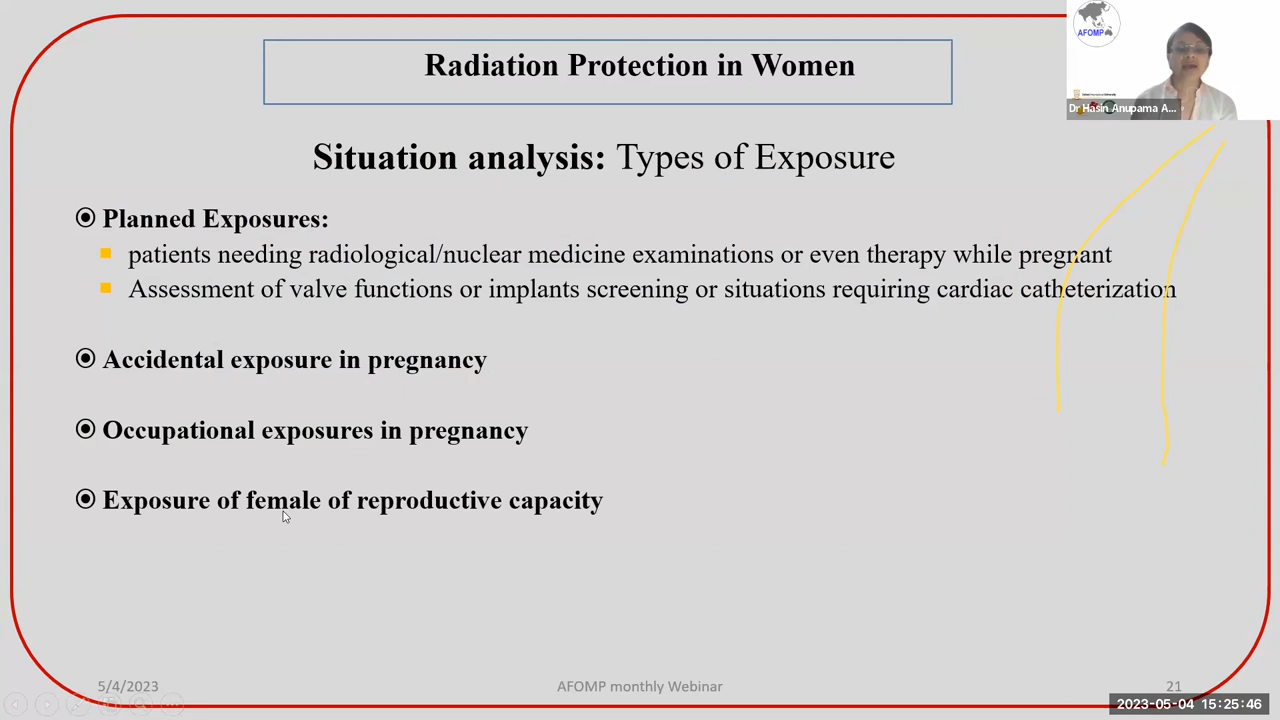 AFOMP
Dr Hasin Anupama A...
Radiation Protection in Women
Situation analysis: Types of Exposure
Planned Exposures:
patients needing radiological/nuclear medicine examinations or even therapy while pregnant
Assessment of valve functions or implants screening or situations requiring cardiac catheterization
Accidental exposure in pregnancy
Occupational exposures in pregnancy
Exposure of female of reproductive capacity
5/4/2023
AFOMP monthly Webinar
21
2023-05-04 15:25:46